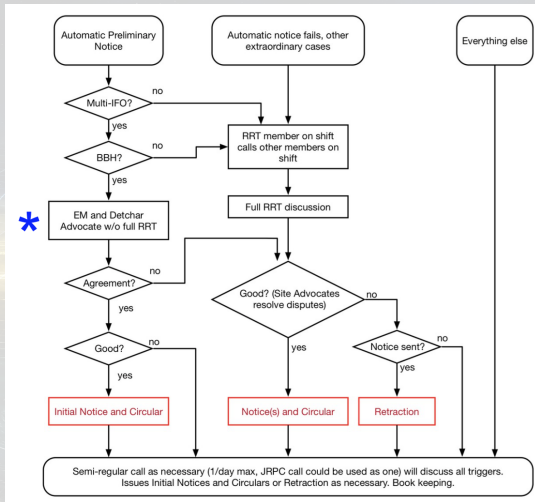 Automatic Preliminary
Notice
Automatic notice fails, other
extraordinary cases
Everything else
Multi-IFO?
no
yes
BBH?
no
yes
RRT member on shift
calls other members on
shift
*
EM and Detchar
Advocate w/o full RRT
Full RRT discussion
Agreement?
no
yes
Good? (Site Advocates
resolve disputes)
no
yes
Good?
no
yes
Notice sent?
no
yes
Initial Notice and Circular
Notice(s) and Circular
Retraction
Semi-regular call as necessary (1/day max, JRPC call could be used as one) will discuss all triggers.
Issues Initial Notices and Circulars or Retraction as necessary. Book keeping.